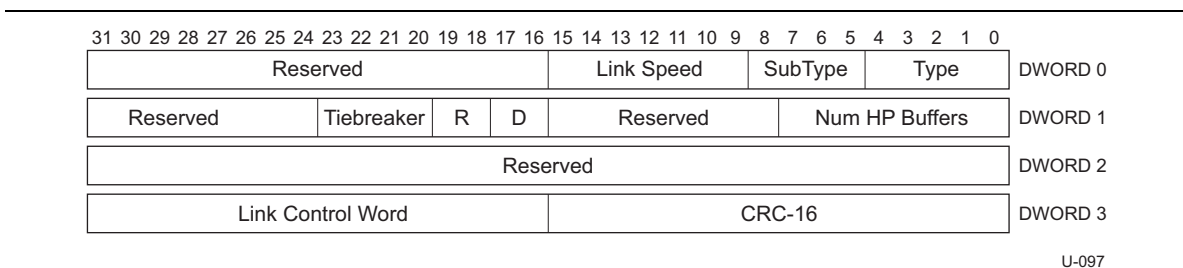 31 30 29 28 27 26 25 24 23 22 21 20 19 18 17 16 15 14 13 12 11 10 9 8 7 6 5 4 3 2 1 0
Reserved Link Speed SubType Type DWORD 0
Reserved Tiebreaker R D Reserved Num HP Buffers DWORD 1
Reserved DWORD 2
Link Control Word CRC-16 DWORD 3
U-097